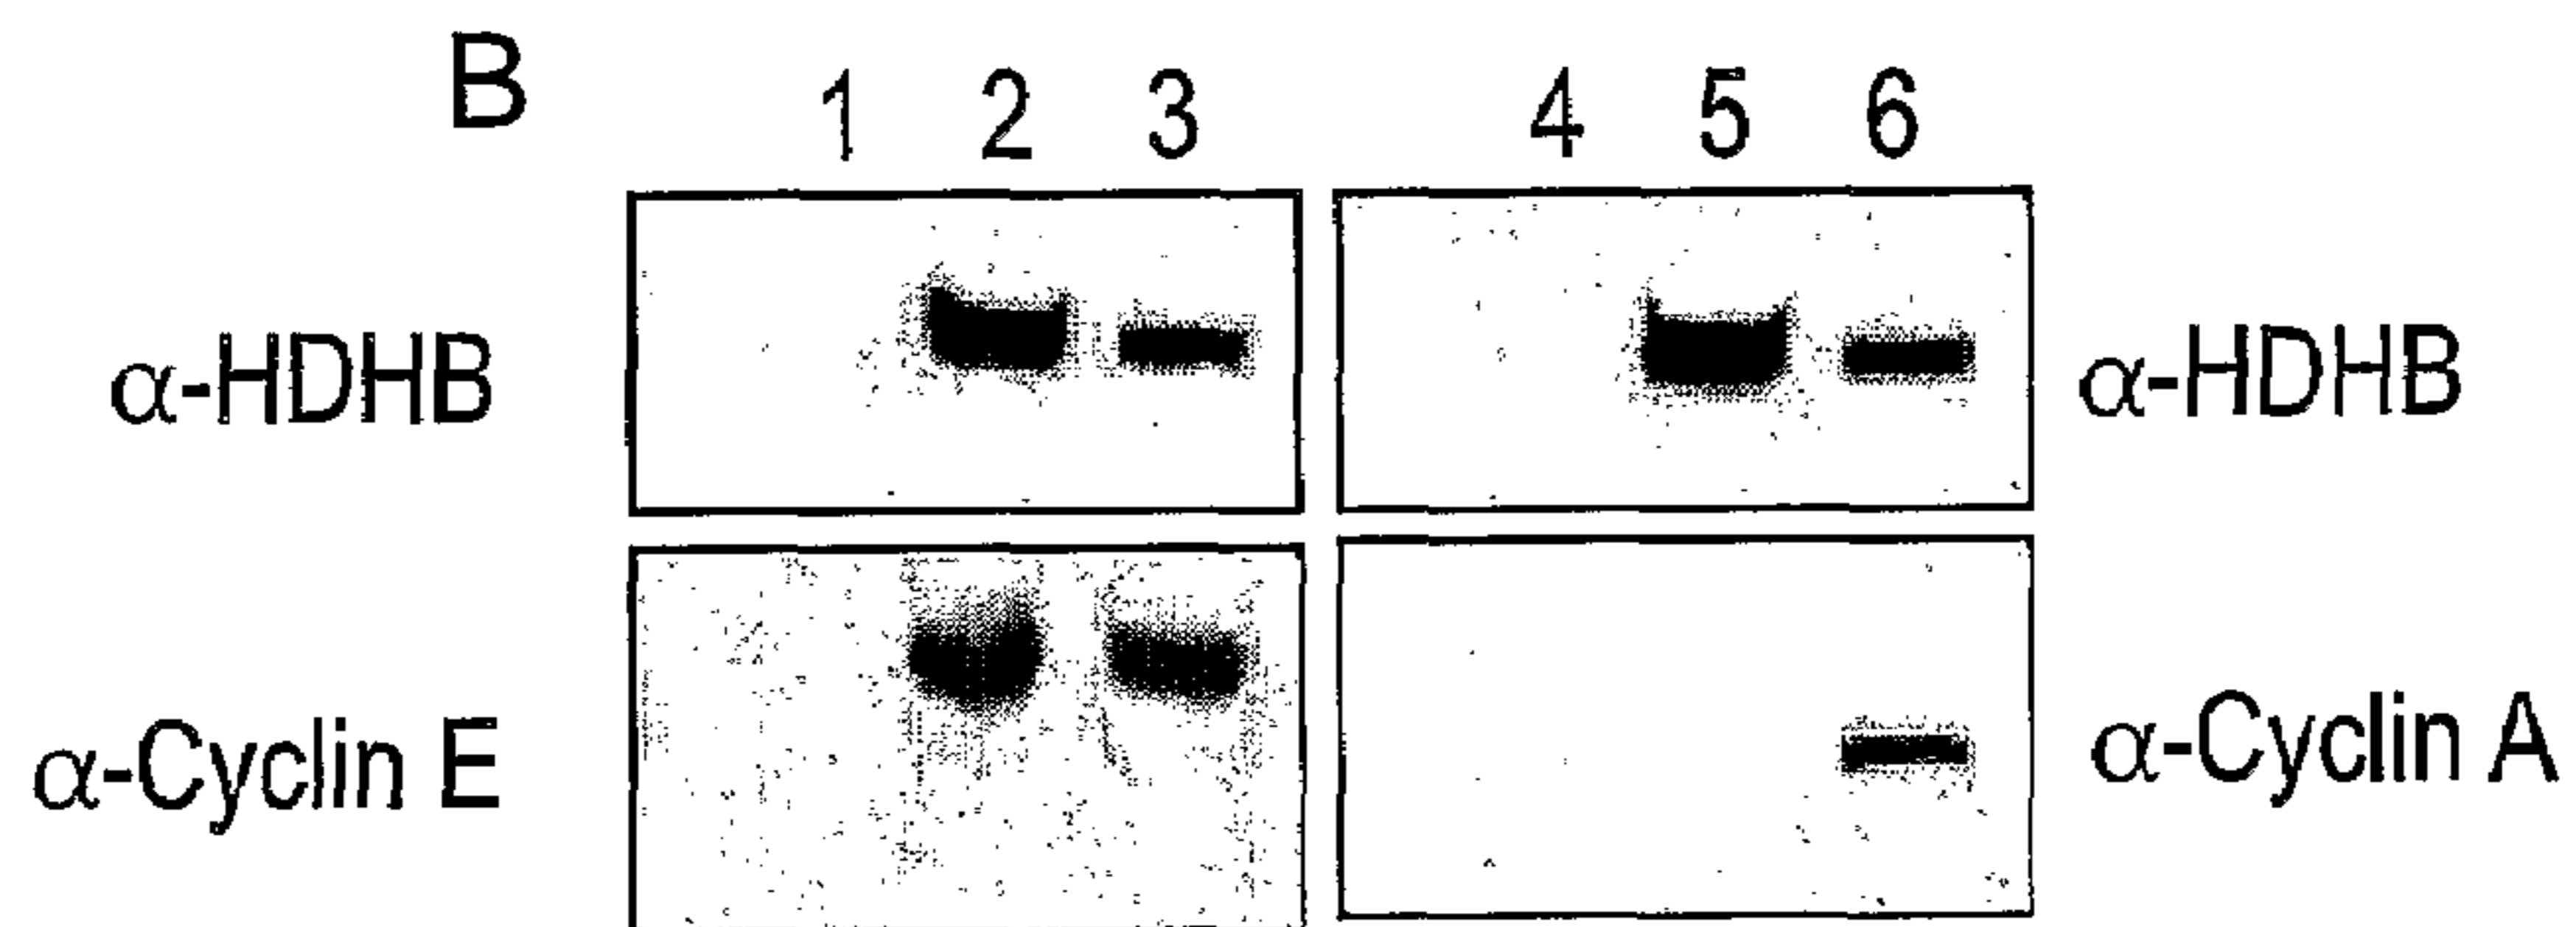 B
1 2 3 4 5 6
α-HDHB α-HDHB
α-Cyclin E α-Cyclin A